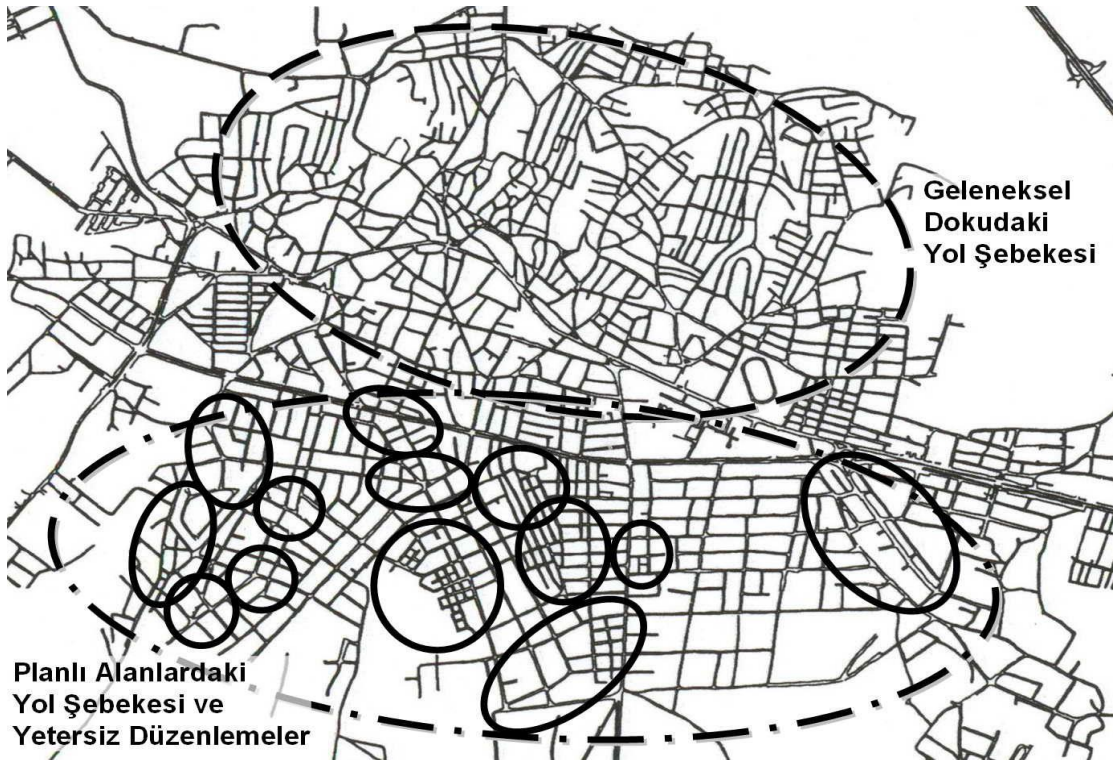 Geleneksel
Dokudaki
Yol Şebekesi
Planlı Alanlardaki
Yol Şebekesi ve
Yetersiz Düzenlemeler